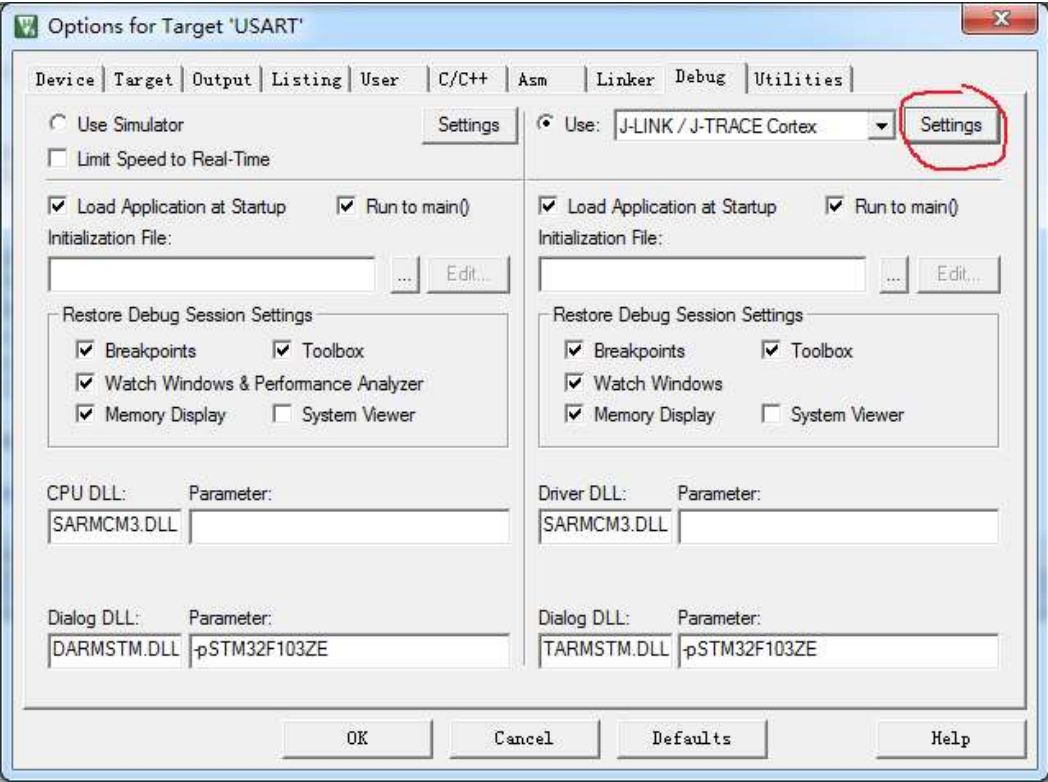 Options for Target 'USART'
Device Target Output Listing User C/C++ Asm Linker Debug Utilities
Use Simulator Settings Use: J-LINK / J-TRACE Cortex Settings
Limit Speed to Real-Time
Load Application at Startup Run to main() Load Application at Startup Run to main()
Initialization File: Initialization File:
... Edit... ... Edit...
Restore Debug Session Settings Restore Debug Session Settings
Breakpoints Toolbox Breakpoints Toolbox
Watch Windows & Performance Analyzer Watch Windows
Memory Display System Viewer Memory Display System Viewer
CPU DLL: Parameter: Driver DLL: Parameter:
SARMCM3.DLL SARMCM3.DLL
Dialog DLL: Parameter: Dialog DLL: Parameter:
DARMSTM.DLL -pSTM32F103ZE TARMSTM.DLL -pSTM32F103ZE
OK Cancel Defaults Help